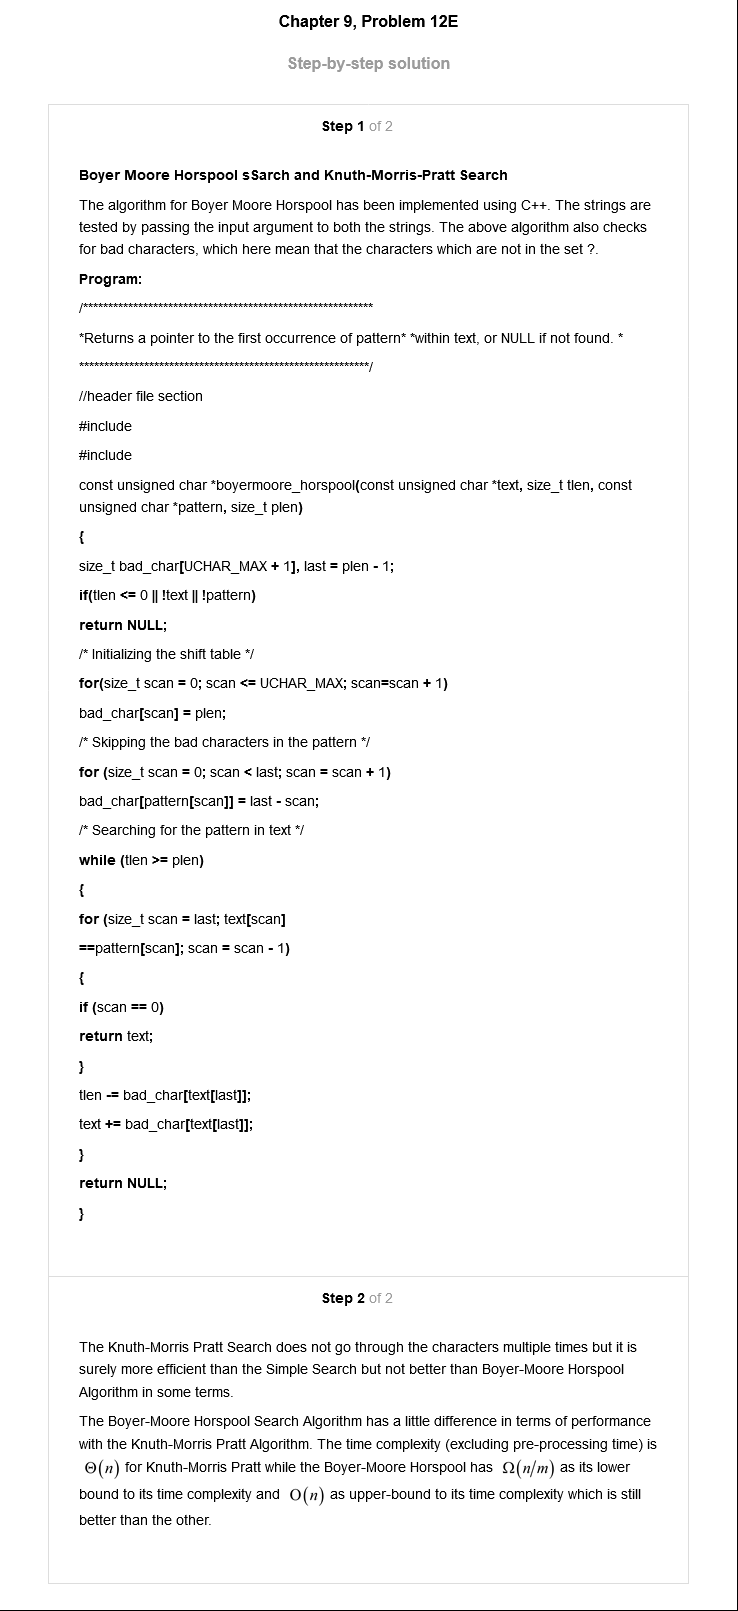 Chapter 9, Problem 12E
Step-by-step solution
Step 1 of 2
Boyer Moore Horspool sSarch and Knuth-Morris-Pratt Search
The algorithm for Boyer Moore Horspool has been implemented using C++. The strings are
tested by passing the input argument to both the strings. The above algorithm also checks
for bad characters, which here mean that the characters which are not in the set ?.
Program:
/**********************************************************
*Returns a pointer to the first occurrence of pattern* *within text, or NULL if not found. *
**********************************************************/
//header file section
#include
#include
const unsigned char *boyermoore_horspool(const unsigned char *text, size_t tlen, const
unsigned char *pattern, size_t plen)
{
size_t bad_char[UCHAR_MAX + 1], last = plen - 1;
if(tlen <= 0 || !text || !pattern)
return NULL;
/* Initializing the shift table */
for(size_t scan = 0; scan <= UCHAR_MAX; scan=scan + 1)
bad_char[scan] = plen;
/* Skipping the bad characters in the pattern */
for (size_t scan = 0; scan < last; scan = scan + 1)
bad_char[pattern[scan]] = last - scan;
/* Searching for the pattern in text */
while (tlen >= plen)
{
for (size_t scan = last; text[scan]
==pattern[scan]; scan = scan - 1)
{
if (scan == 0)
return text;
}
tlen -= bad_char[text[last]];
text += bad_char[text[last]];
}
return NULL;
}
Step 2 of 2
The Knuth-Morris Pratt Search does not go through the characters multiple times but it is
surely more efficient than the Simple Search but not better than Boyer-Moore Horspool
Algorithm in some terms.
The Boyer-Moore Horspool Search Algorithm has a little difference in terms of performance
with the Knuth-Morris Pratt Algorithm. The time complexity (excluding pre-processing time) is
Θ(n) for Knuth-Morris Pratt while the Boyer-Moore Horspool has Ω(n/m) as its lower
bound to its time complexity and O(n) as upper-bound to its time complexity which is still
better than the other.